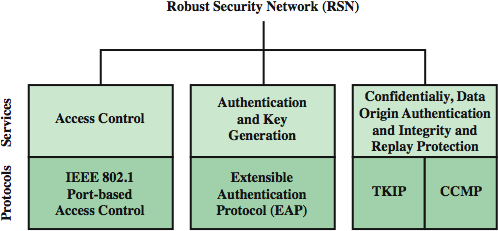 Robust Security Network (RSN)
Services
Access Control
Authentication
and Key
Generation
Confidentialiy, Data
Origin Authentication
and Integrity and
Replay Protection
Protocols
IEEE 802.1
Port-based
Access Control
Extensible
Authentication
Protocol (EAP)
TKIP
CCMP